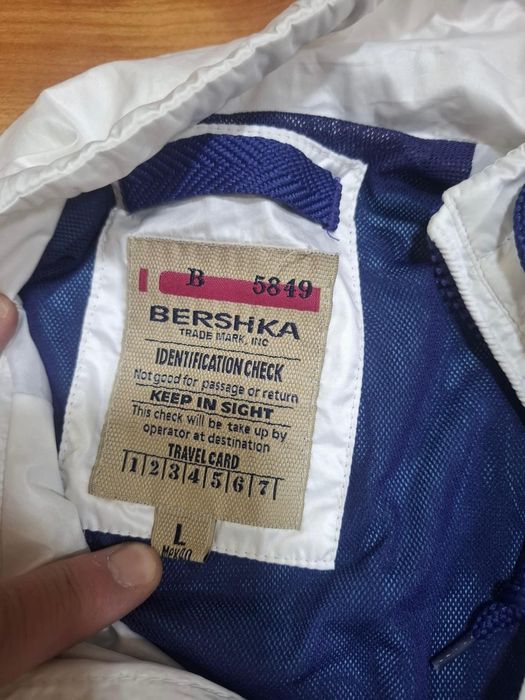 B 5849
BERSHKA
TRADE MARK, INC
IDENTIFICATION CHECK
Not good for passage or return
KEEP IN SIGHT
This check will be take up by
operator at destination
TRAVEL CARD
1 2 3 4 5 6 7
L